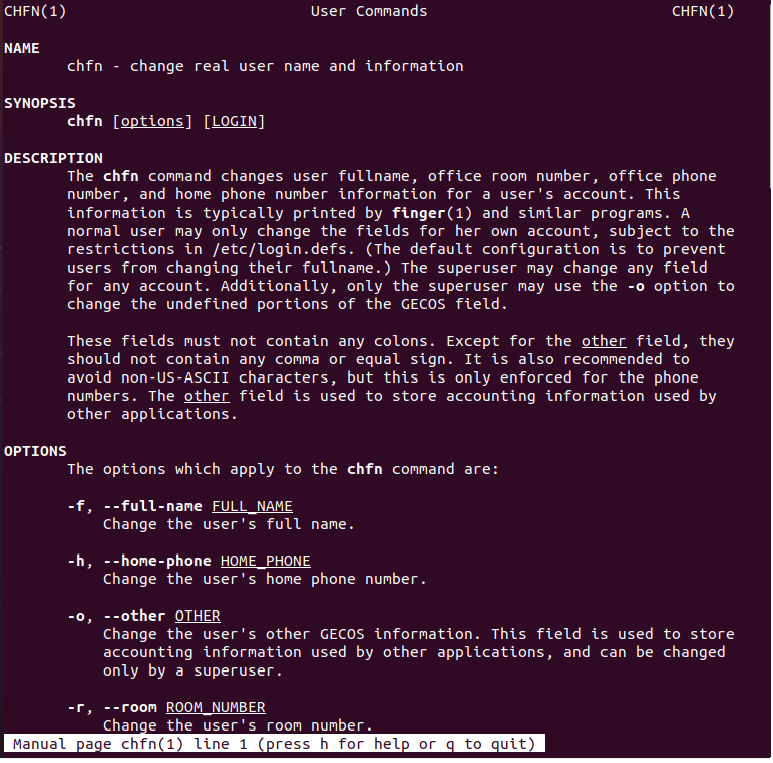 CHFN(1) User Commands CHFN(1)
NAME
chfn - change real user name and information
SYNOPSIS
chfn [options] [LOGIN]
DESCRIPTION
The chfn command changes user fullname, office room number, office phone
number, and home phone number information for a user's account. This
information is typically printed by finger(1) and similar programs. A
normal user may only change the fields for her own account, subject to the
restrictions in /etc/login.defs. (The default configuration is to prevent
users from changing their fullname.) The superuser may change any field
for any account. Additionally, only the superuser may use the -o option to
change the undefined portions of the GECOS field.
These fields must not contain any colons. Except for the other field, they
should not contain any comma or equal sign. It is also recommended to
avoid non-US-ASCII characters, but this is only enforced for the phone
numbers. The other field is used to store accounting information used by
other applications.
OPTIONS
The options which apply to the chfn command are:
-f, --full-name FULL_NAME
Change the user's full name.
-h, --home-phone HOME_PHONE
Change the user's home phone number.
-o, --other OTHER
Change the user's other GECOS information. This field is used to store
accounting information used by other applications, and can be changed
only by a superuser.
-r, --room ROOM_NUMBER
Change the user's room number.
Manual page chfn(1) line 1 (press h for help or q to quit)